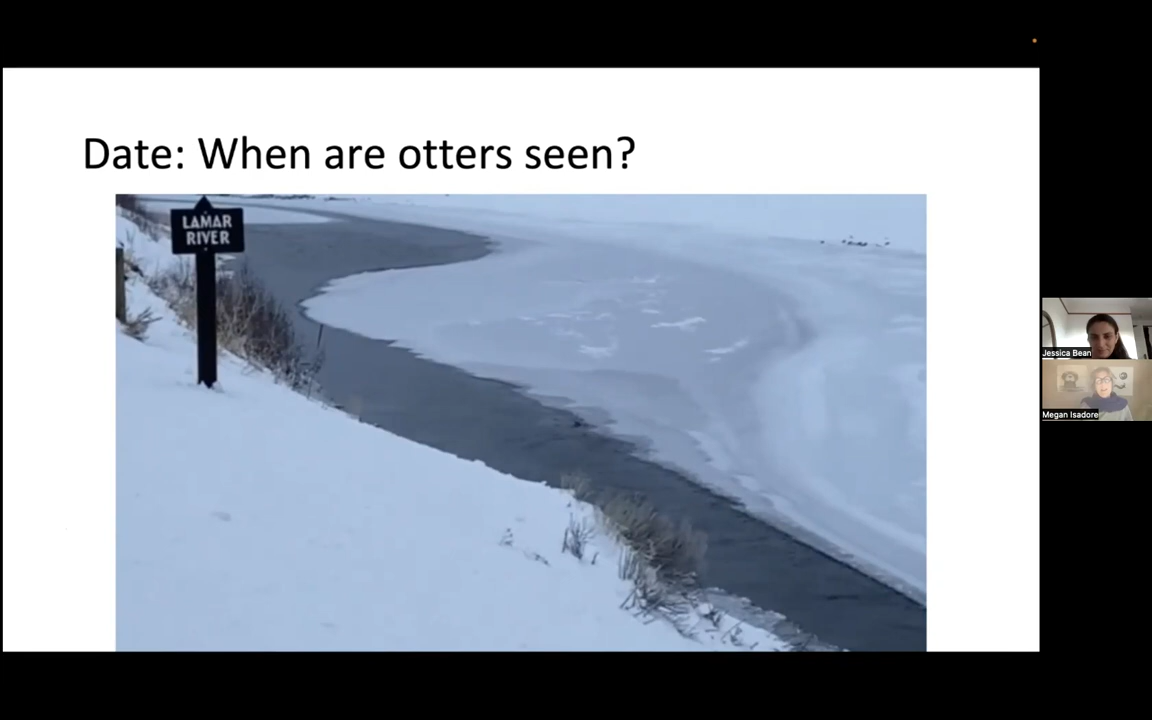 Date: When are otters seen?
LAMAR
RIVER
Jessica Bean
Megan Isadore